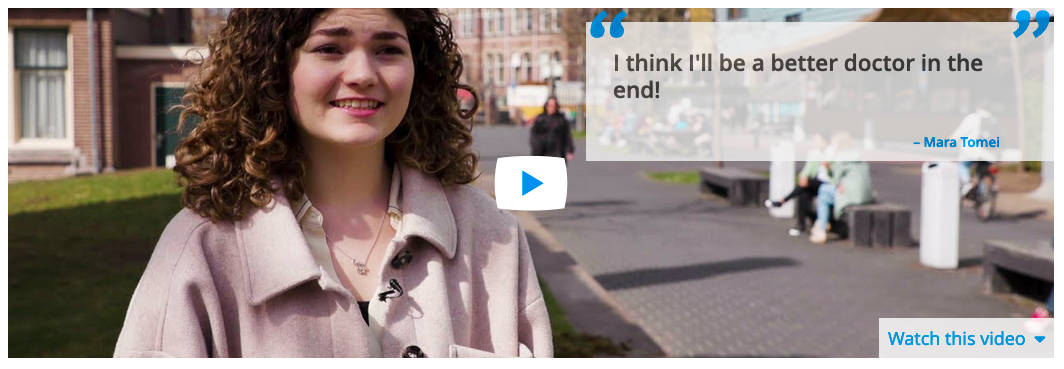 “ ”
I think I'll be a better doctor in the
end!
– Mara Tomei
Watch this video